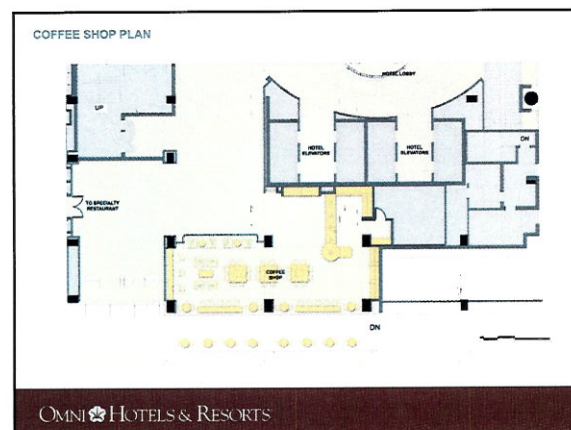 COFFEE SHOP PLAN
HOTEL LOBBY
UP
HOTEL
ELEVATORS
HOTEL
ELEVATORS
DN
TO SPECIALTY
RESTAURANT
COFFEE
SHOP
DN
OMNI HOTELS & RESORTS